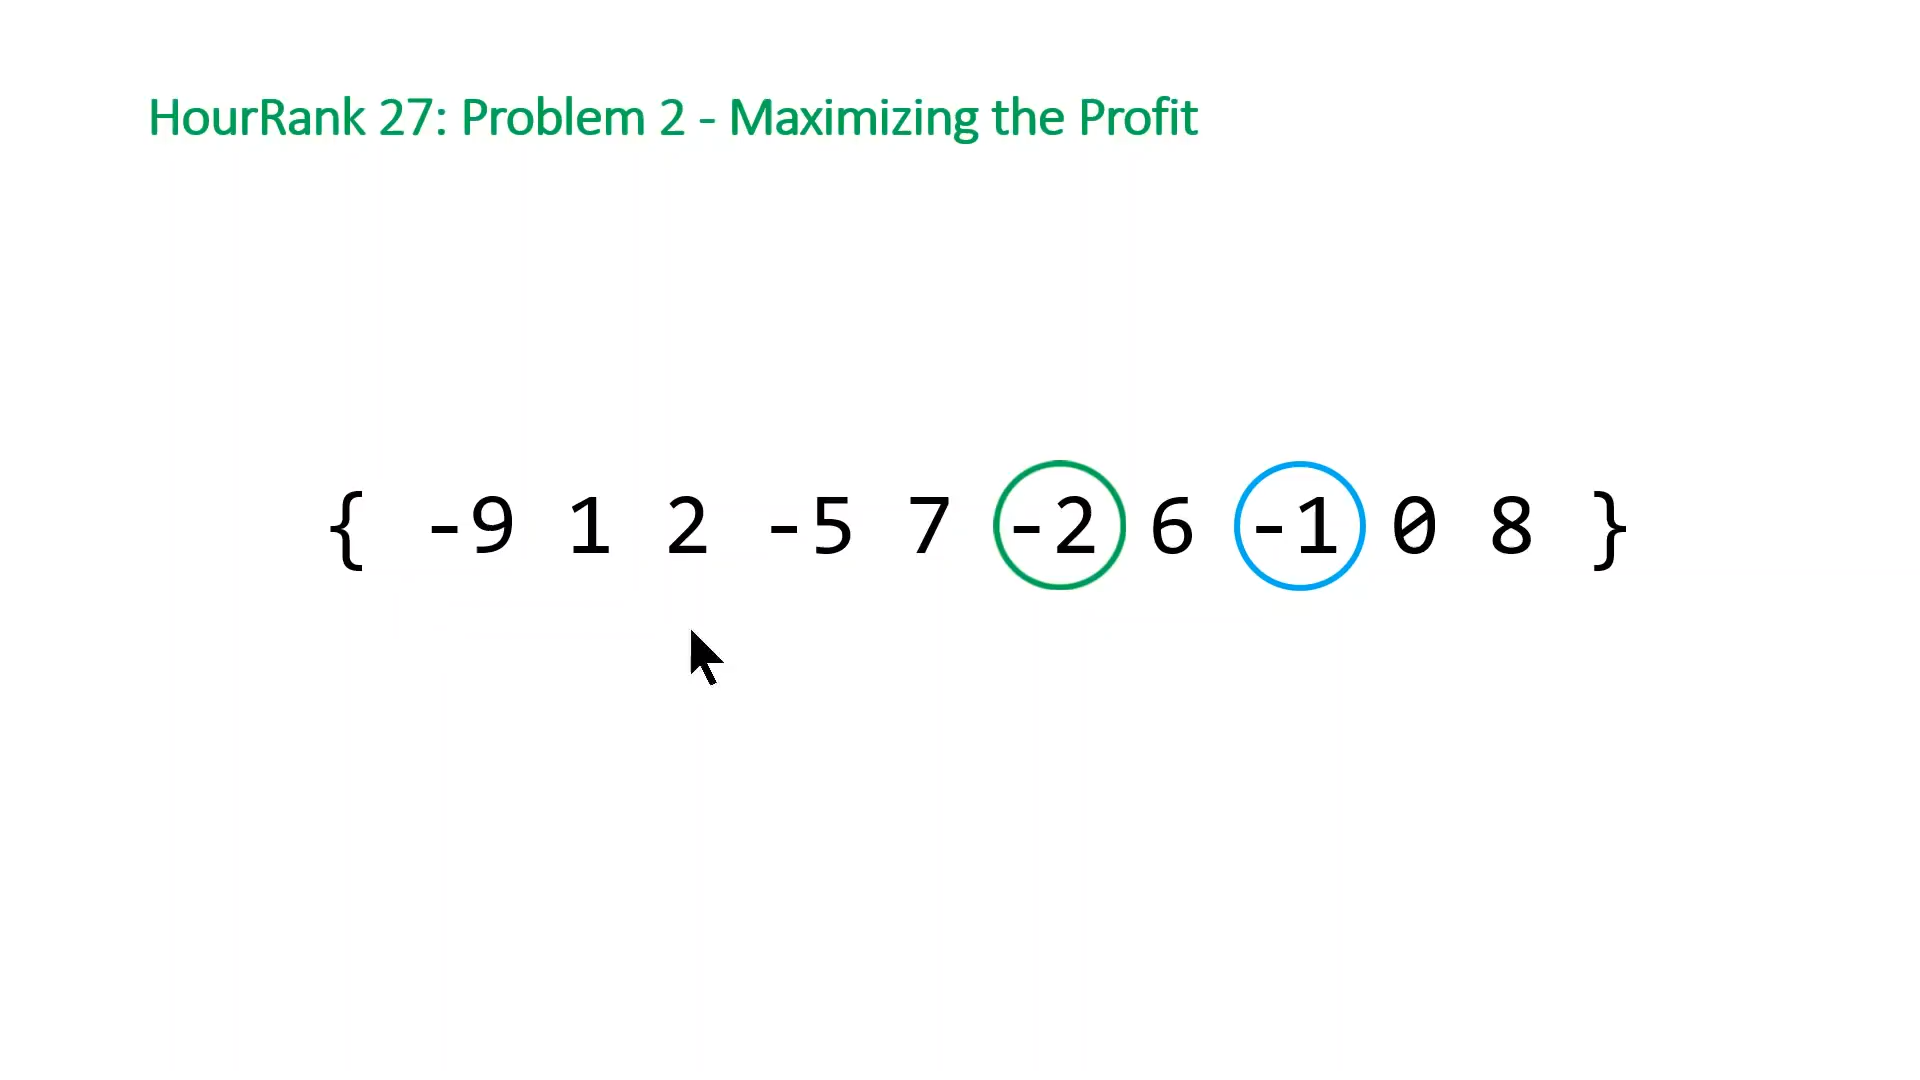 HourRank 27: Problem 2 - Maximizing the Profit
{ -9 1 2 -5 7 -2 6 -1 0 8 }